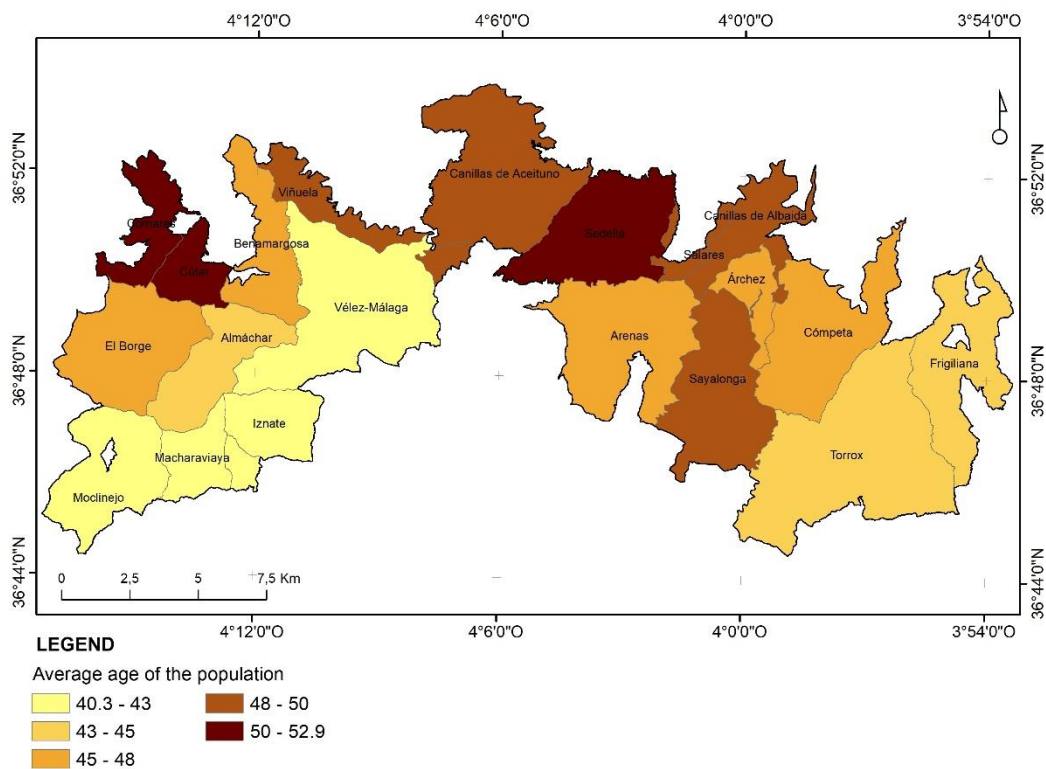 4°12'0"O 4°6'0"O 4°0'0"O 3°54'0"O
36°52'0"N 36°52'0"N
Canillas de Aceituno
Viñuela
Canillas de Albaida
Comares
Benamargosa
Sedella
Cútar
Salares
Árchez
Vélez-Málaga
Almáchar
Arenas
Cómpeta
El Borge
Frigiliana
36°48'0"N 36°48'0"N
Sayalonga
Iznate
Macharaviaya
Torrox
Moclinejo
36°44'0"N 36°44'0"N
0 2,5 5 7,5 Km
4°12'0"O 4°6'0"O 4°0'0"O 3°54'0"O
LEGEND
Average age of the population
40.3 - 43 48 - 50
43 - 45 50 - 52.9
45 - 48